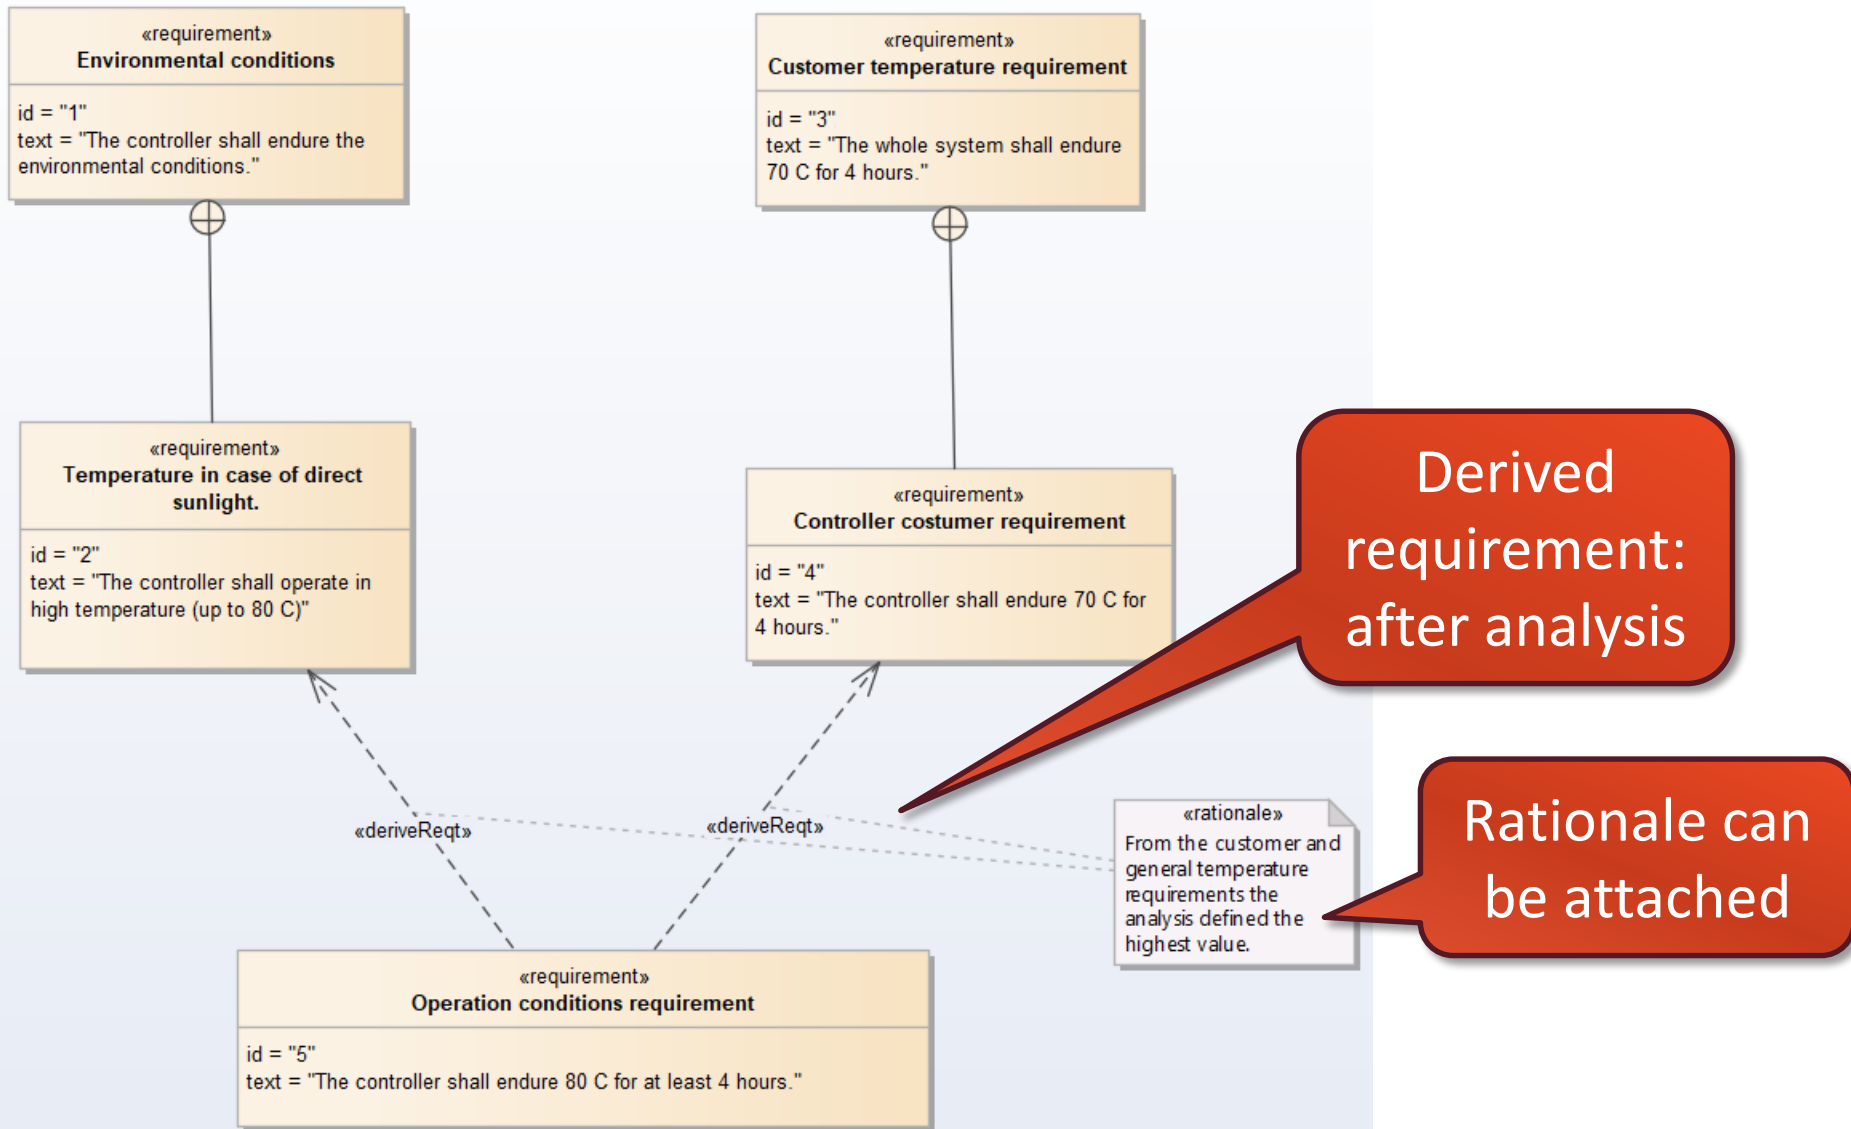 «requirement»
Environmental conditions
id = "1"
text = "The controller shall endure the
environmental conditions."
«requirement»
Customer temperature requirement
id = "3"
text = "The whole system shall endure
70 C for 4 hours."
«requirement»
Temperature in case of direct
sunlight.
id = "2"
text = "The controller shall operate in
high temperature (up to 80 C)"
«requirement»
Controller costumer requirement
id = "4"
text = "The controller shall endure 70 C for
4 hours."
Derived
requirement:
after analysis
«deriveReqt»
«deriveReqt»
«rationale»
From the customer and
general temperature
requirements the
analysis defined the
highest value.
Rationale can
be attached
«requirement»
Operation conditions requirement
id = "5"
text = "The controller shall endure 80 C for at least 4 hours."